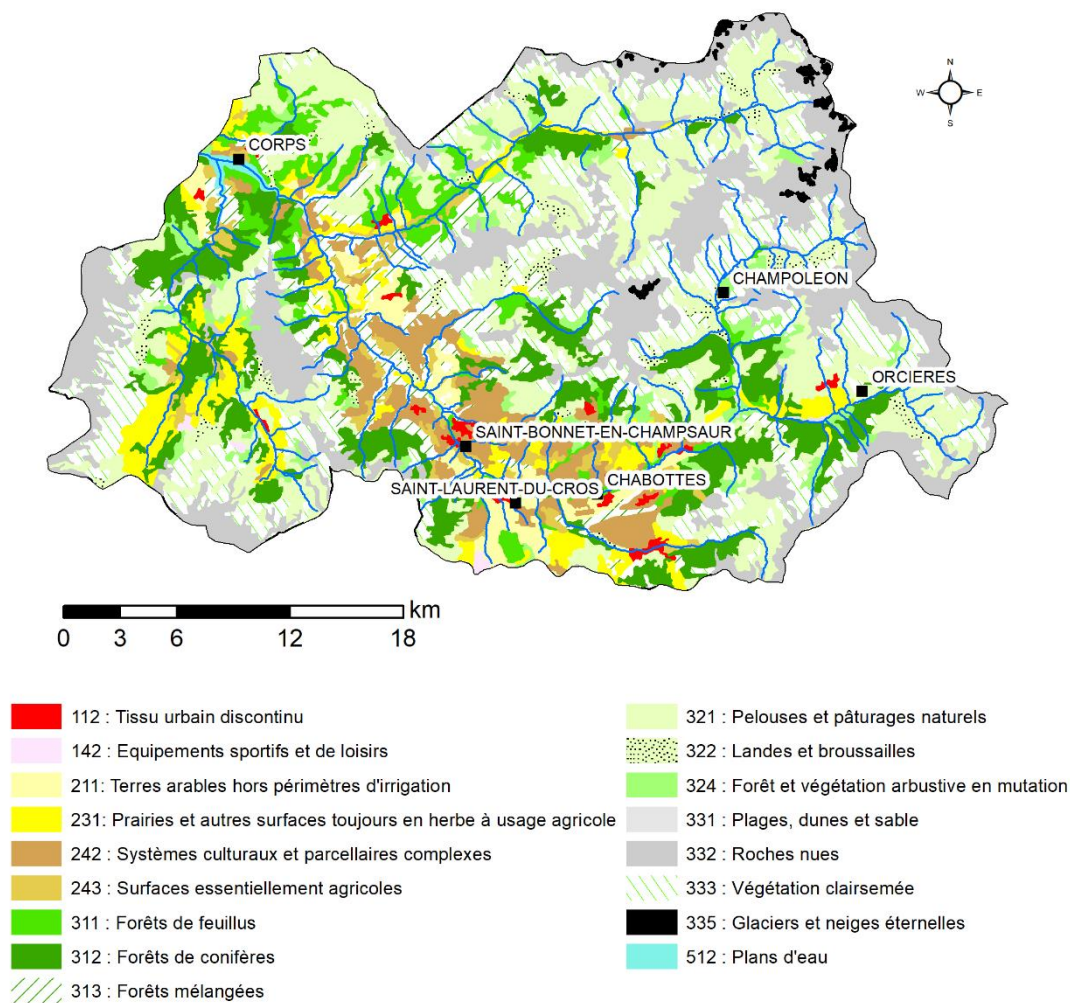 N
W E
S
CORPS
CHAMPOLEON
ORCIERES
SAINT-BONNET-EN-CHAMPSAUR
SAINT-LAURENT-DU-CROS
CHABOTTES
km
0 3 6 12 18
112 : Tissu urbain discontinu
142 : Equipements sportifs et de loisirs
211: Terres arables hors périmètres d'irrigation
231: Prairies et autres surfaces toujours en herbe à usage agricole
242 : Systèmes culturaux et parcellaires complexes
243 : Surfaces essentiellement agricoles
311 : Forêts de feuillus
312 : Forêts de conifères
313 : Forêts mélangées
321 : Pelouses et pâturages naturels
322 : Landes et broussailles
324 : Forêt et végétation arbustive en mutation
331 : Plages, dunes et sable
332 : Roches nues
333 : Végétation clairsemée
335 : Glaciers et neiges éternelles
512 : Plans d'eau